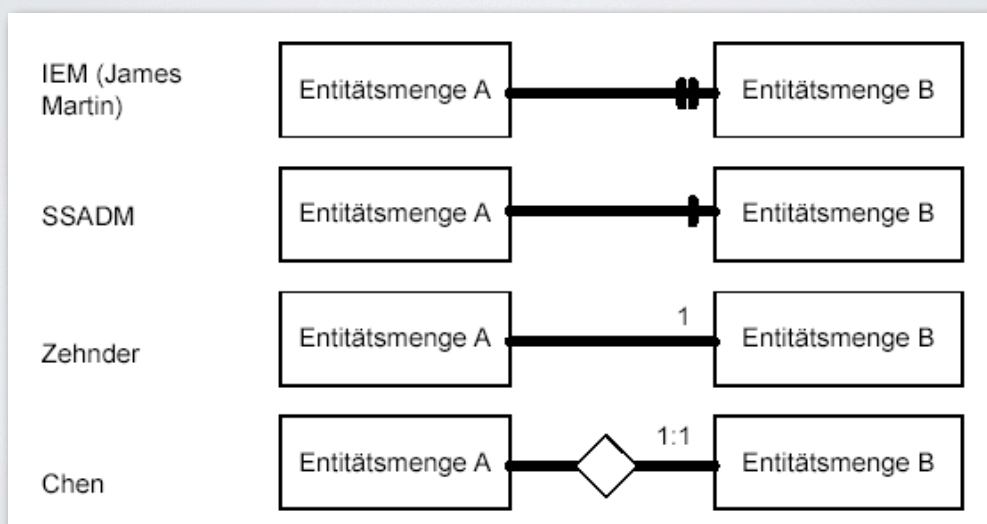 IEM (James
Martin)
Entitätsmenge A
Entitätsmenge B
SSADM
Entitätsmenge A
Entitätsmenge B
Zehnder
Entitätsmenge A
1
Entitätsmenge B
Chen
Entitätsmenge A
1:1
Entitätsmenge B